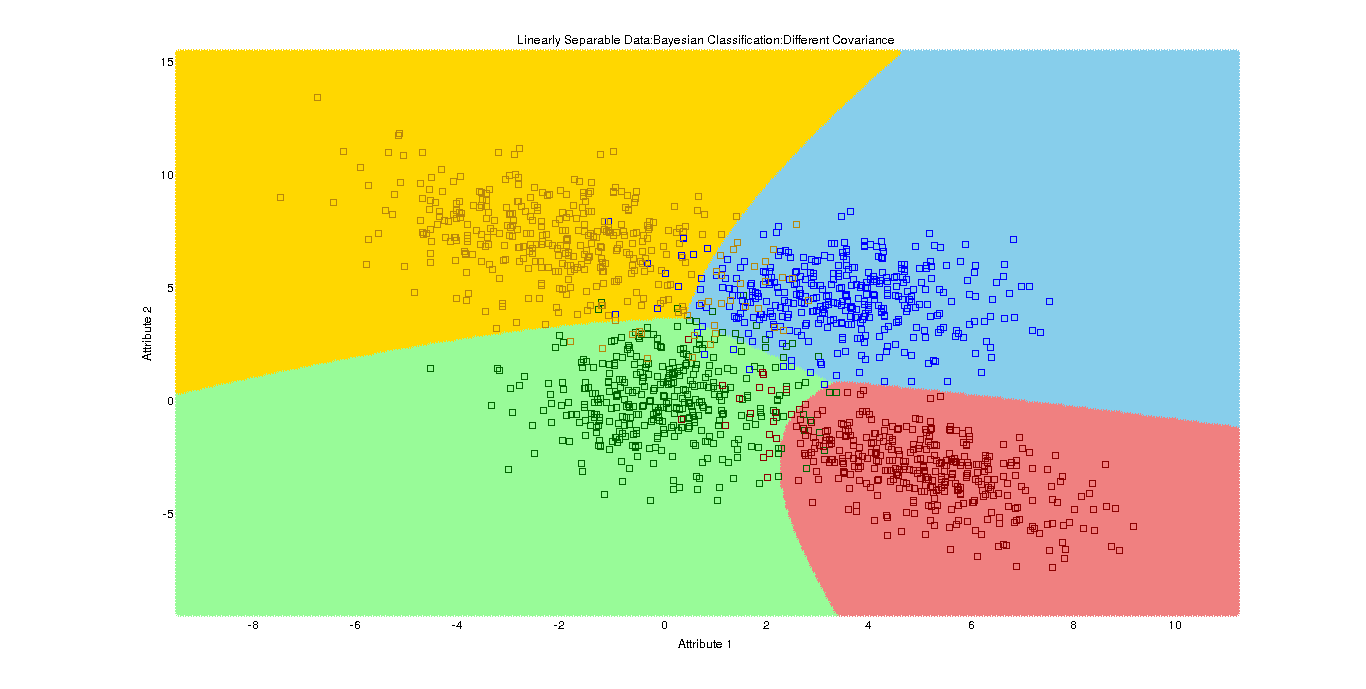 Linearly Separable Data:Bayesian Classification:Different Covariance
15
10
5
0
-5
Attribute 2
-8 -6 -4 -2 0 2 4 6 8 10
Attribute 1